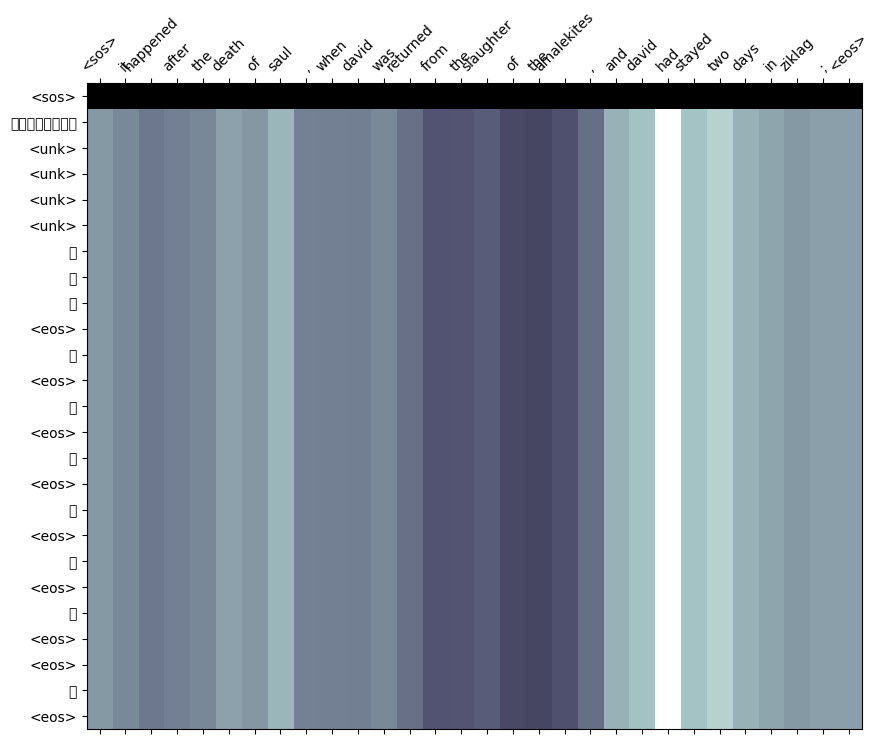 <sos> it happened after the death of saul , when david was returned from the slaughter of the amalekites , and david had stayed two days in ziklag ; <eos>
<sos>
<unk>
<unk>
<unk>
<unk>
<eos>
<eos>
<eos>
<eos>
<eos>
<eos>
<eos>
<eos>
<eos>